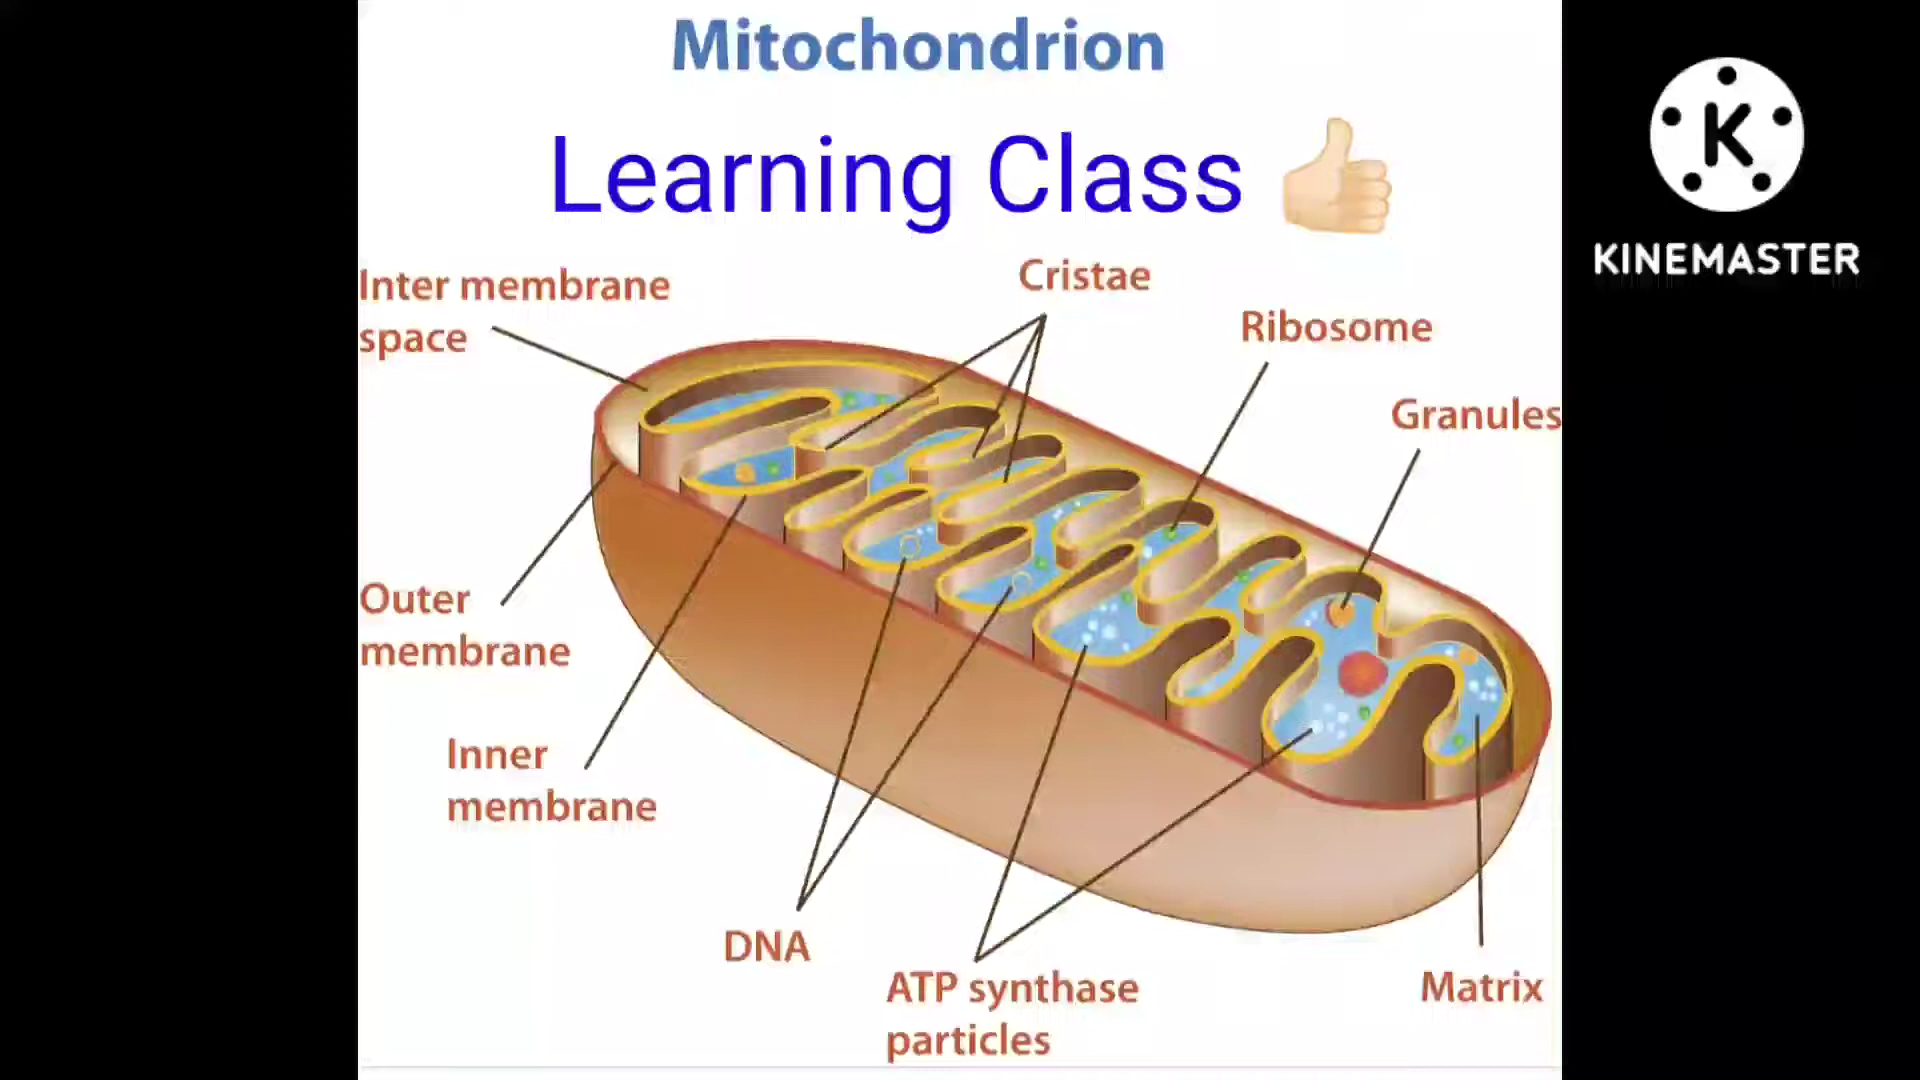 Mitochondrion
Learning Class 👍🏻
K
KINEMASTER
Inter membrane
space
Cristae
Ribosome
Granules
Outer
membrane
Inner
membrane
DNA
ATP synthase
particles
Matrix